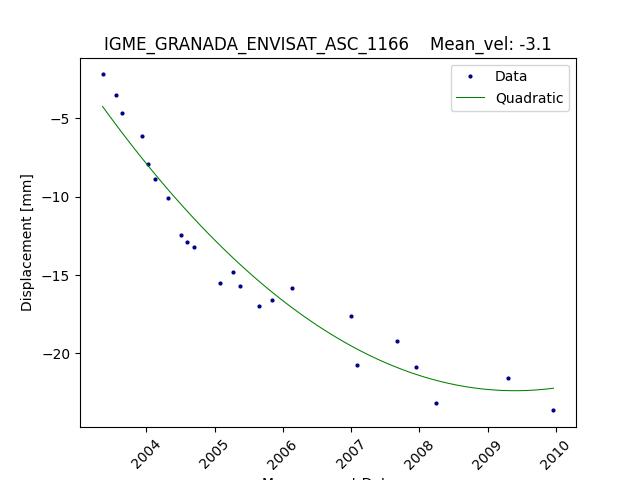 IGME_GRANADA_ENVISAT_ASC_1166 Mean_vel: -3.1
Data
Quadratic
Displacement [mm]
−5
−10
−15
−20
2004
2005
2006
2007
2008
2009
2010